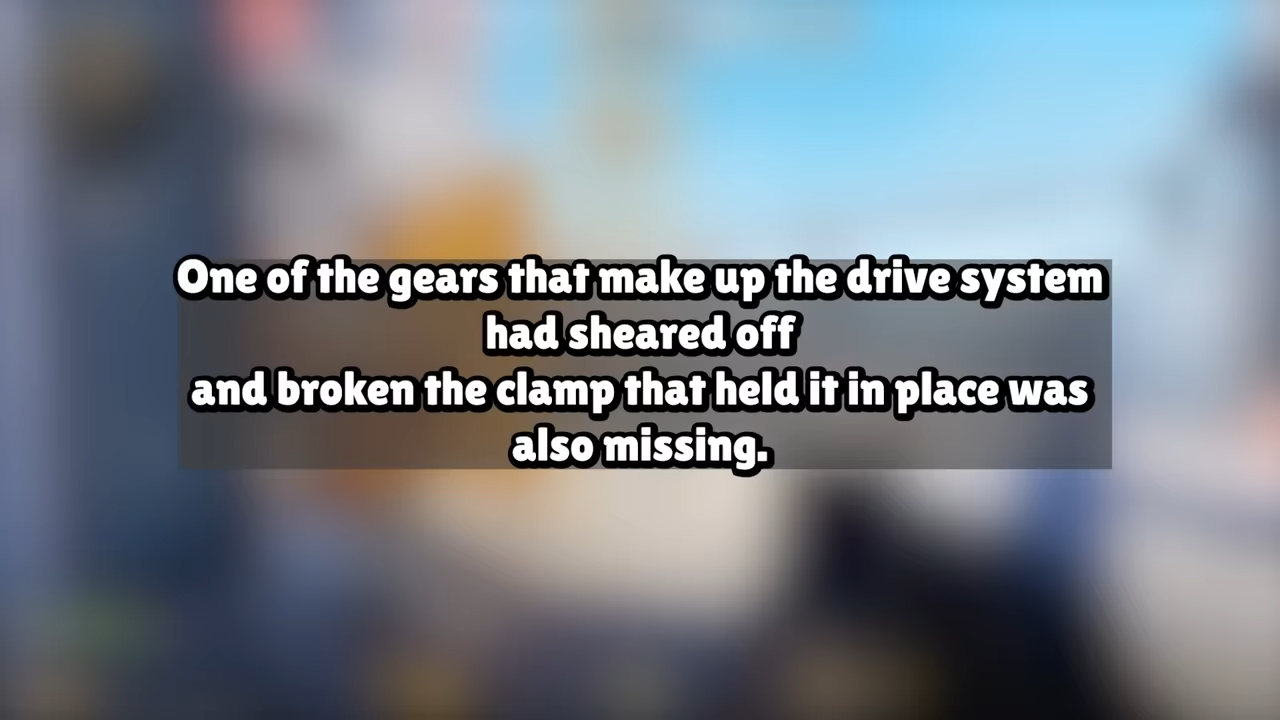 One of the gears that make up the drive system
had sheared off
and broken the clamp that held it in place was
also missing.